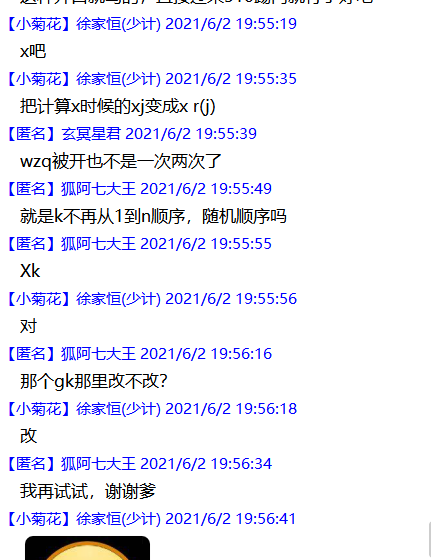 【小菊花】徐家恒(少计) 2021/6/2 19:55:19
x吧
【小菊花】徐家恒(少计) 2021/6/2 19:55:35
把计算x时候的xj变成x r(j)
【匿名】玄冥星君 2021/6/2 19:55:39
wzq被开也不是一次两次了
【匿名】狐阿七大王 2021/6/2 19:55:49
就是k不再从1到n顺序，随机顺序吗
【匿名】狐阿七大王 2021/6/2 19:55:55
Xk
【小菊花】徐家恒(少计) 2021/6/2 19:55:56
对
【匿名】狐阿七大王 2021/6/2 19:56:16
那个gk那里改不改？
【小菊花】徐家恒(少计) 2021/6/2 19:56:18
改
【匿名】狐阿七大王 2021/6/2 19:56:34
我再试试，谢谢爹
【小菊花】徐家恒(少计) 2021/6/2 19:56:41